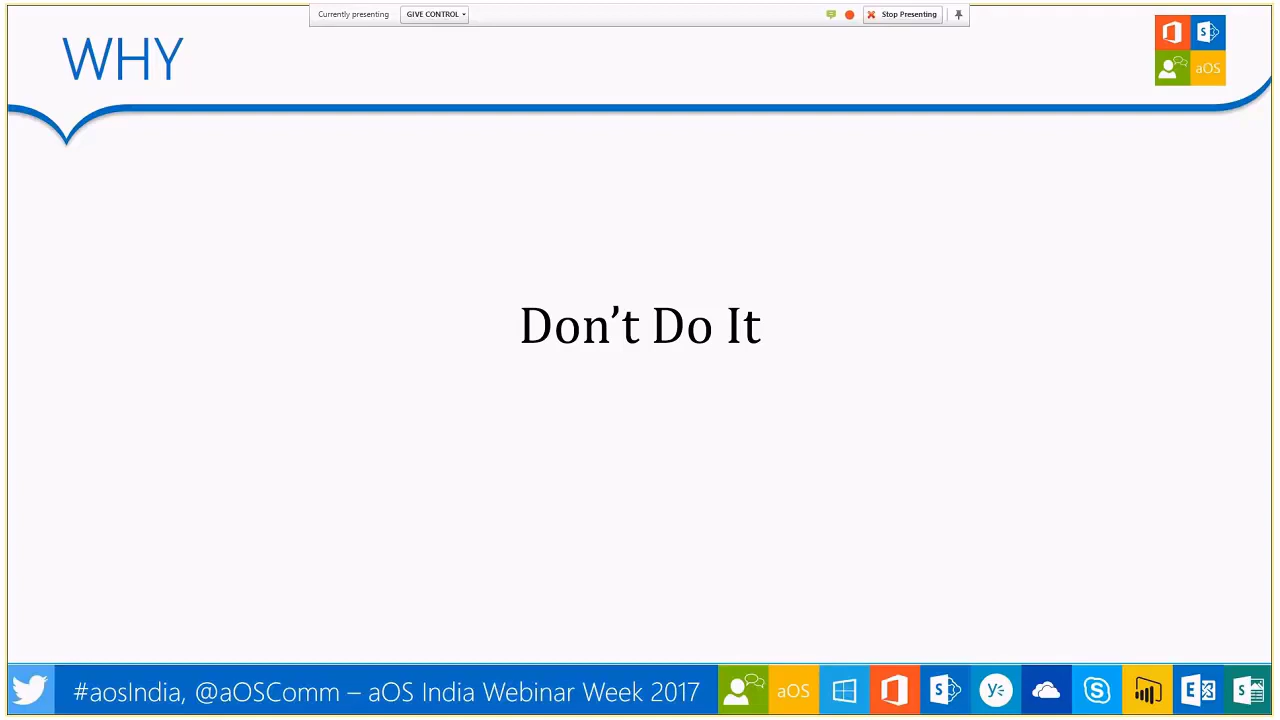 Currently presenting GIVE CONTROL Stop Presenting
WHY
S
aOS
Don't Do It
#aosIndia, @aOSComm – aOS India Webinar Week 2017 aOS S Y E S